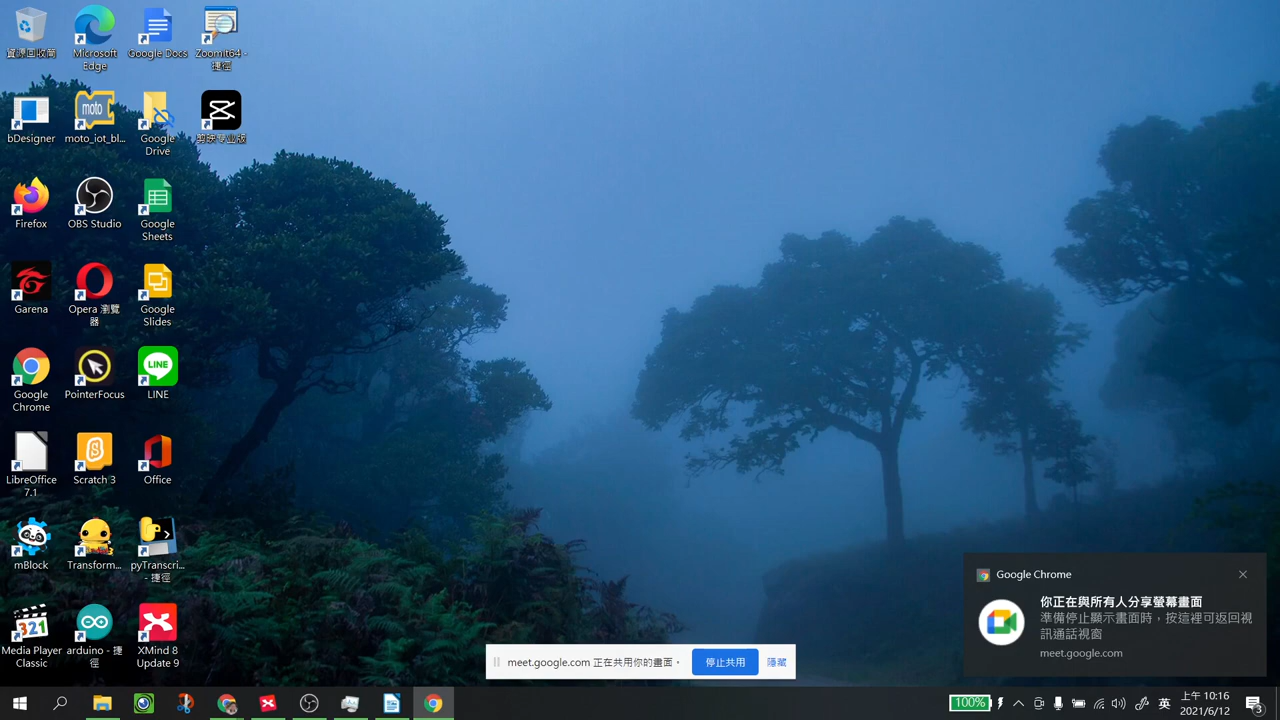 資源回收筒
Microsoft
Edge
Google Docs
ZoomIt64 -
捷徑
bDesigner
moto
moto_iot_bl...
Google
Drive
剪映专业版
Firefox
OBS Studio
Google
Sheets
Garena
Opera 瀏覽
器
Google
Slides
Google
Chrome
PointerFocus
LINE
LINE
LibreOffice
7.1
Scratch 3
Office
mBlock
Transform...
pyTranscri...
- 捷徑
321
Media Player
Classic
arduino - 捷
徑
XMind 8
Update 9
Google Chrome
你正在與所有人分享螢幕畫面
準備停止顯示畫面時，按這裡可返回視
訊通話視窗
meet.google.com
meet.google.com 正在共用你的畫面。
停止共用
隱藏
100%
英
上午 10:16
2021/6/12
3